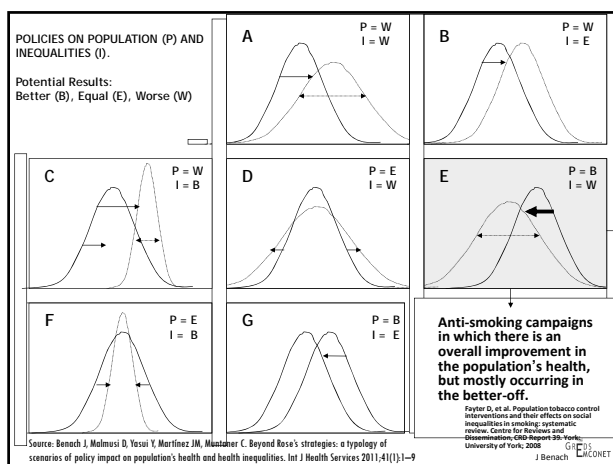 POLICIES ON POPULATION (P) AND
INEQUALITIES (I).
Potential Results:
Better (B), Equal (E), Worse (W)
A
P = W
I = W
B
P = W
I = E
C
P = W
I = B
D
P = E
I = W
E
P = B
I = W
F
P = E
I = B
G
P = B
I = E
Anti-smoking campaigns
in which there is an
overall improvement in
the population's health,
but mostly occurring in
the better-off.
Fayter D, et al. Population tobacco control
interventions and their effects on social
inequalities in smoking: systematic
review. Centre for Reviews and
Dissemination, CRD Report 39. York;
University of York; 2008
Source: Benach J, Malmusi D, Yasui Y, Martínez JM, Muntaner C. Beyond Rose's strategies: a typology of
scenarios of policy impact on population's health and health inequalities. Int J Health Services 2011;41(1):1–9
J Benach
GREDS
EMCONET